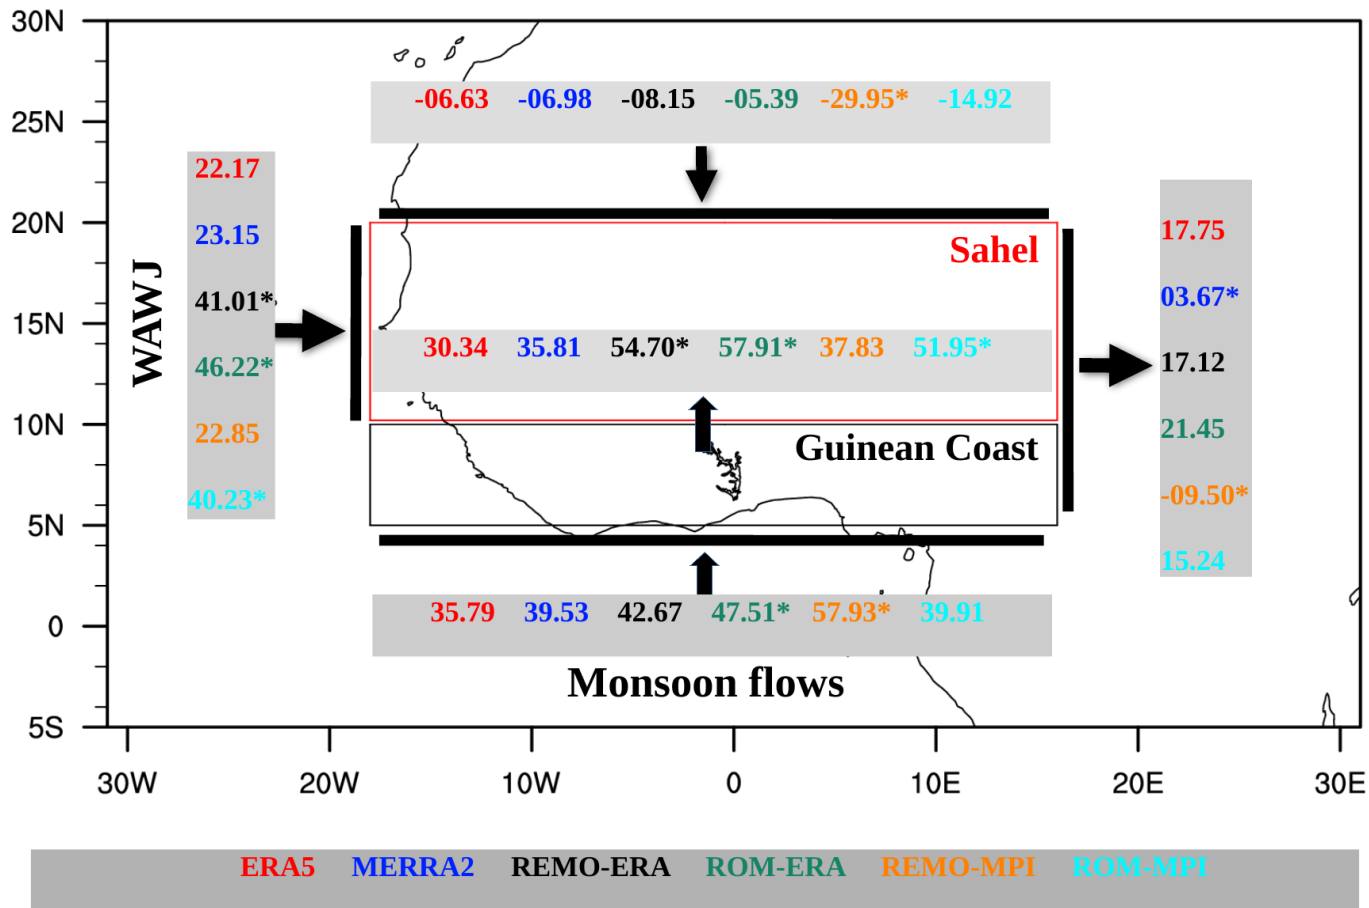 30N
25N
20N
15N
10N
5N
0
5S
-06.63 -06.98 -08.15 -05.39 -29.95* -14.92
WAWJ
22.17
23.15
41.01*
46.22*
22.85
40.23*
Sahel
30.34 35.81 54.70* 57.91* 37.83 51.95*
Guinean Coast
17.75
03.67*
17.12
21.45
-09.50*
15.24
35.79 39.53 42.67 47.51* 57.93* 39.91
Monsoon flows
30W 20W 10W 0 10E 20E 30E
ERA5 MERRA2 REMO-ERA ROM-ERA REMO-MPI ROM-MPI